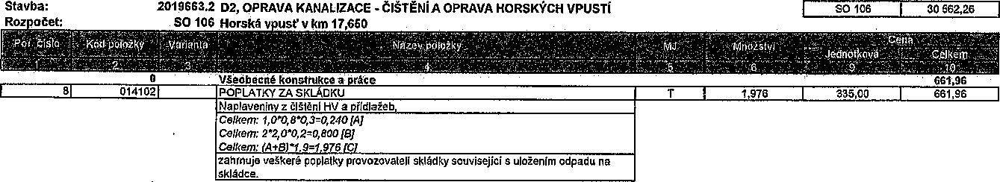 Stavba: 2019663.2 D2, OPRAVA KANALIZACE - ČIŠTĚNÍ A OPRAVA HORSKÝCH VPUSTÍ SO 106 30 562,26
Rozpočet: SO 106 Horská vpusť v km 17,650
Poř. číslo Kód položky Varianta Název položky MJ Množství Cena
Jednotková Celkem
1 2 3 4 5 6 9 10
0 Všeobecné konstrukce a práce 661,96
8 014102 POPLATKY ZA SKLÁDKU T 1,976 335,00 661,96
Naplaveniny z čištění HV a přídlažeb,
Celkem: 1,0*0,8*0,3=0,240 [A]
Celkem: 2*2,0*0,2=0,800 [B]
Celkem: (A+B)*1,9=1,976 [C]
zahrnuje veškeré poplatky provozovateli skládky související s uložením odpadu na
skládce.